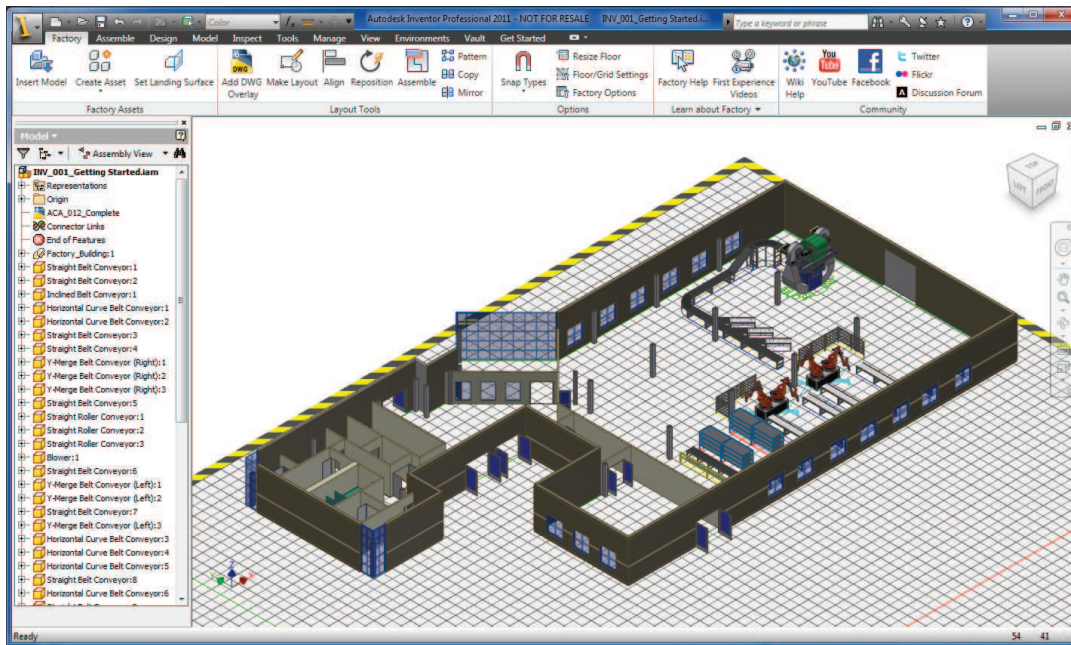 Color
Autodesk Inventor Professional 2011 - NOT FOR RESALE INV_001_Getting Started.i...
Type a keyword or phrase
Factory Assemble Design Model Inspect Tools Manage View Environments Vault Get Started
Insert Model
Create Asset
Set Landing Surface
Factory Assets
DWG
Add DWG
Overlay
Make Layout
Align
Reposition
Assemble
Pattern
Copy
Mirror
Layout Tools
Snap Types
Resize Floor
Floor/Grid Settings
Factory Options
Options
Factory Help
First Experience
Videos
Learn about Factory
Wiki
Help
You
Tube
YouTube
Facebook
Twitter
Flickr
Discussion Forum
Community
Model
Assembly View
INV_001_Getting Started.iam
Representations
Origin
ACA_012_Complete
Connector Links
End of Features
Factory_Building:1
Straight Belt Conveyor:1
Straight Belt Conveyor:2
Inclined Belt Conveyor:1
Horizontal Curve Belt Conveyor:1
Horizontal Curve Belt Conveyor:2
Straight Belt Conveyor:3
Straight Belt Conveyor:4
Y-Merge Belt Conveyor (Right):1
Y-Merge Belt Conveyor (Right):2
Y-Merge Belt Conveyor (Right):3
Straight Belt Conveyor:5
Straight Roller Conveyor:1
Straight Roller Conveyor:2
Straight Roller Conveyor:3
Blower:1
Straight Belt Conveyor:6
Y-Merge Belt Conveyor (Left):1
Y-Merge Belt Conveyor (Left):2
Straight Belt Conveyor:7
Y-Merge Belt Conveyor (Left):3
Horizontal Curve Belt Conveyor:3
Horizontal Curve Belt Conveyor:4
Horizontal Curve Belt Conveyor:5
Straight Belt Conveyor:8
Horizontal Curve Belt Conveyor:6
TOP
LEFT
FRONT
Z
Y
X
Ready
54 41